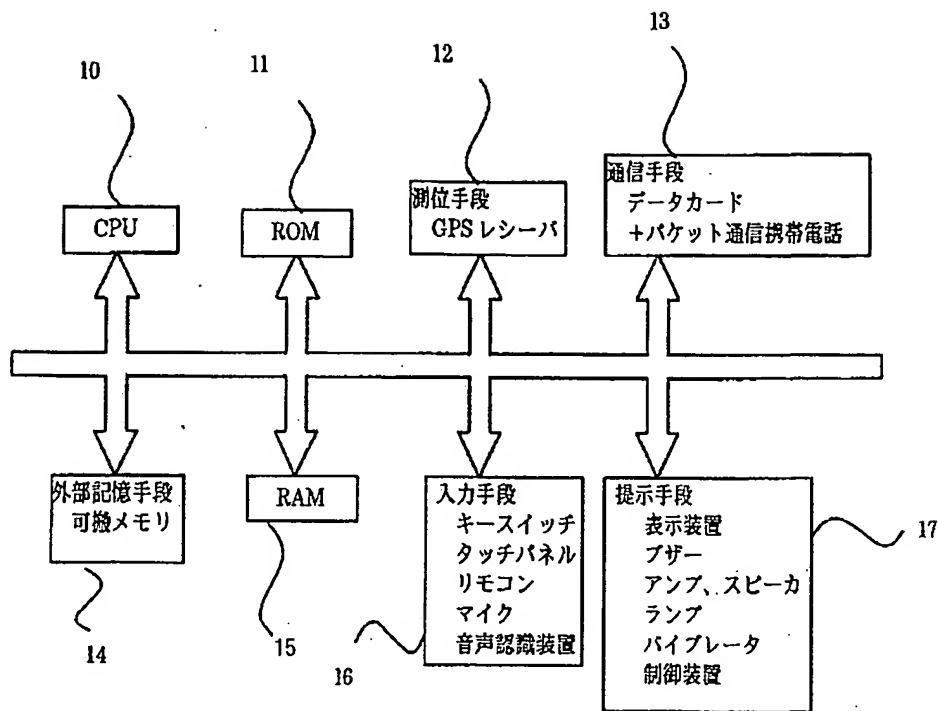 10
11
12
13
CPU
ROM
測位手段
GPSレシーバ
通信手段
データカード
+パケット通信携帯電話
外部記憶手段
可搬メモリ
RAM
入力手段
キースイッチ
タッチパネル
リモコン
マイク
音声認識装置
提示手段
表示装置
ブザー
アンプ、スピーカ
ランプ
バイブレータ
制御装置
14
15
16
17